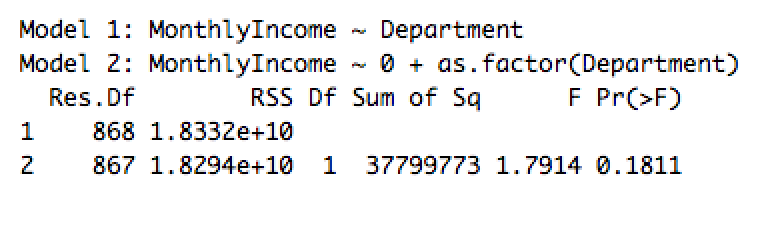 Model 1: MonthlyIncome ~ Department
Model 2: MonthlyIncome ~ 0 + as.factor(Department)
  Res.Df        RSS Df Sum of Sq      F Pr(>F)
1    868 1.8332e+10
2    867 1.8294e+10  1  37799773 1.7914 0.1811